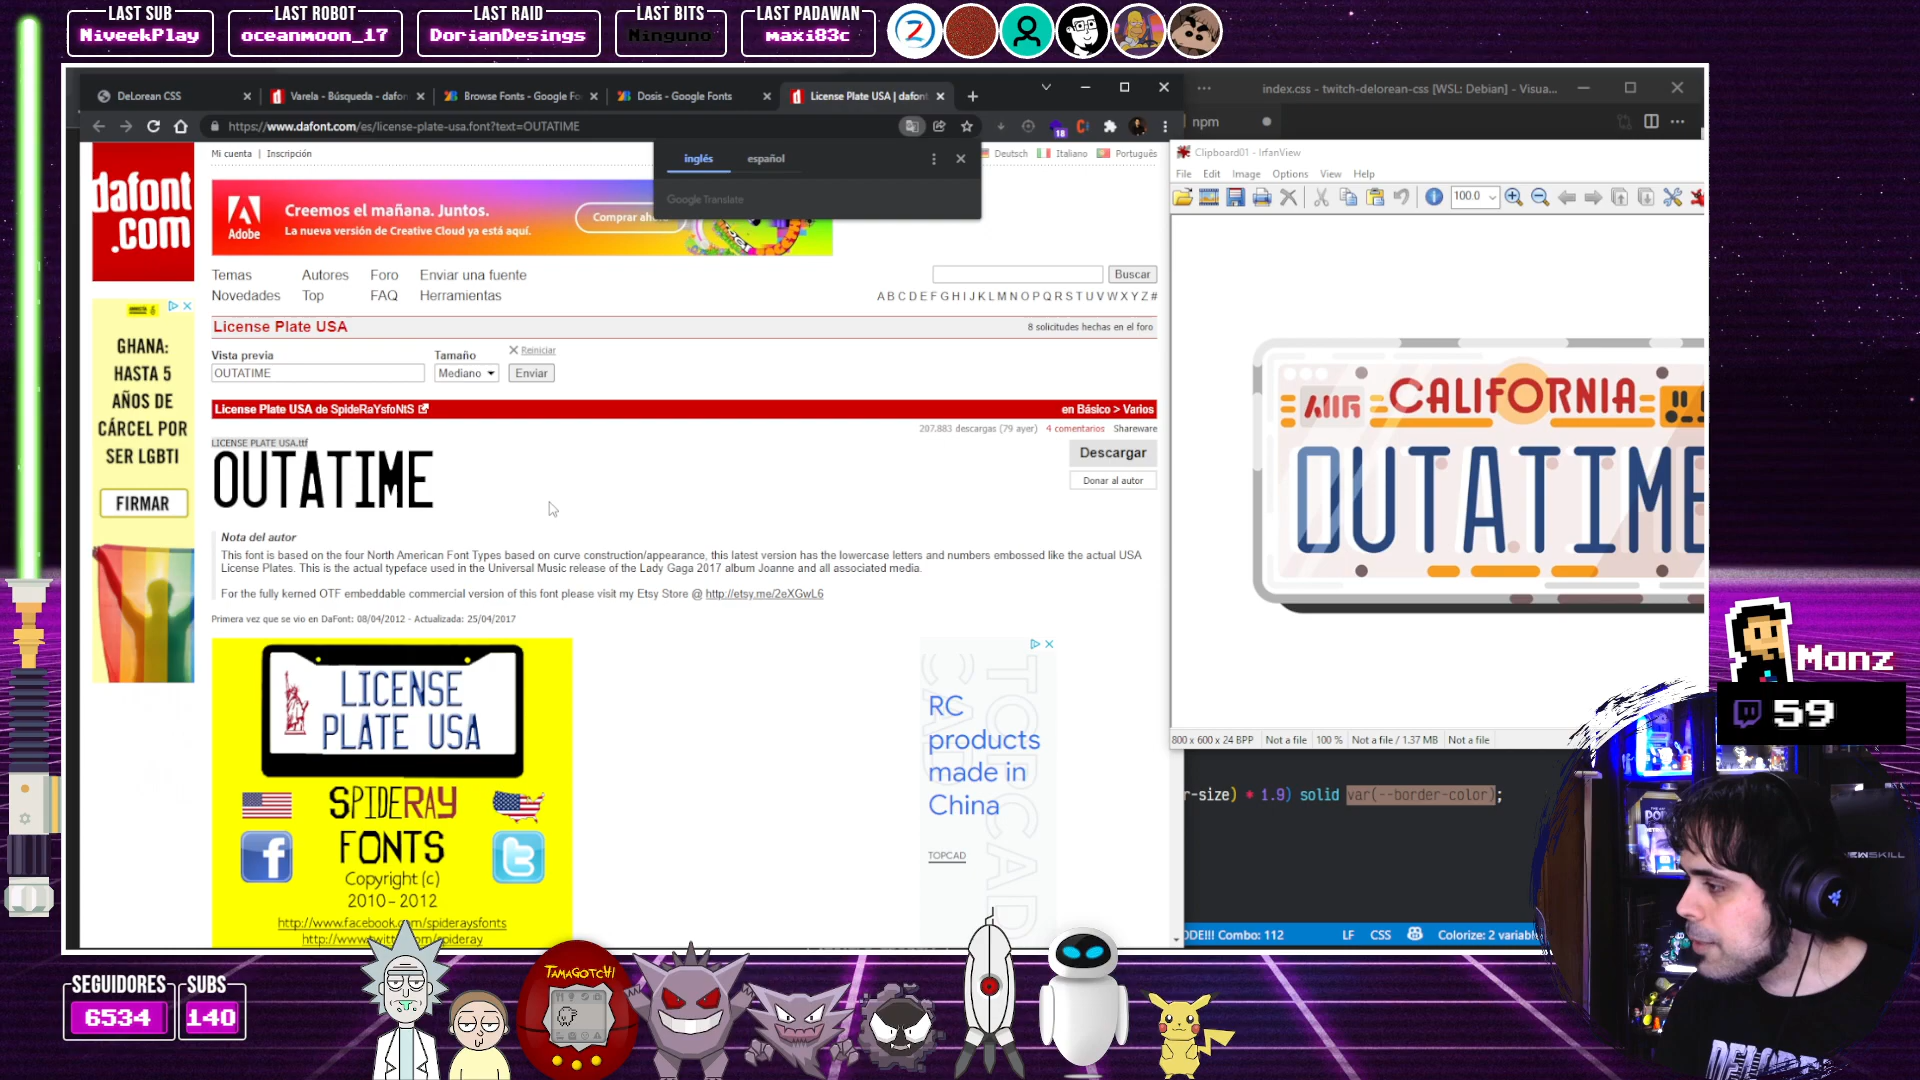 LAST SUB
NiveekPlay
LAST ROBOT
oceanmoon_17
LAST RAID
DorianDesings
LAST BITS
Ninguno
LAST PADAWAN
maxi83c
DeLorean CSS
Varela - Búsqueda - dafon
Browse Fonts - Google Fo
Dosis - Google Fonts
License Plate USA | dafont
https://www.dafont.com/es/license-plate-usa.font?text=OUTATIME
18
index.css - twitch-delorean-css [WSL: Debian] - Visua...
npm
inglés
español
Google Translate
dafont
.com
Mi cuenta | Inscripción
Deutsch
Italiano
Português
Adobe
Creemos el mañana. Juntos.
La nueva versión de Creative Cloud ya está aquí.
Comprar aho
Temas
Autores
Foro
Enviar una fuente
Novedades
Top
FAQ
Herramientas
Buscar
A B C D E F G H I J K L M N O P Q R S T U V W X Y Z #
License Plate USA
8 solicitudes hechas en el foro
Vista previa
Tamaño
Reiniciar
OUTATIME
Mediano
Enviar
License Plate USA de SpideRaYsfoNtS
en Básico > Varios
207.883 descargas (79 ayer)
4 comentarios
Shareware
LICENSE PLATE USA.ttf
OUTATIME
Descargar
Donar al autor
Nota del autor
This font is based on the four North American Font Types based on curve construction/appearance, this latest version has the lowercase letters and numbers embossed like the actual USA
License Plates. This is the actual typeface used in the Universal Music release of the Lady Gaga 2017 album Joanne and all associated media.
For the fully kerned OTF embeddable commercial version of this font please visit my Etsy Store @ http://etsy.me/2eXGwL6
Primera vez que se vio en DaFont: 08/04/2012 - Actualizada: 25/04/2017
GHANA:
HASTA 5
AÑOS DE
CÁRCEL POR
SER LGBTI
FIRMAR
LICENSE
PLATE USA
SPIDERAY
FONTS
Copyright (c)
2010-2012
http://www.facebook.com/spideraysfonts
RC
products
made in
China
TOPCAD
Clipboard01 - IrfanView
File Edit Image Options View Help
100.0
CALIFORNIA
OUTATIME
800 x 600 x 24 BPP
Not a file
100 %
Not a file / 1.37 MB
Not a file
r-size) * 1.9) solid var(--border-color);
ODE!!! Combo: 112
LF
CSS
Colorize: 2 variabl
Manz
59
NEWSKILL
SEGUIDORES
6534
SUBS
140
TAMAGOTCHI